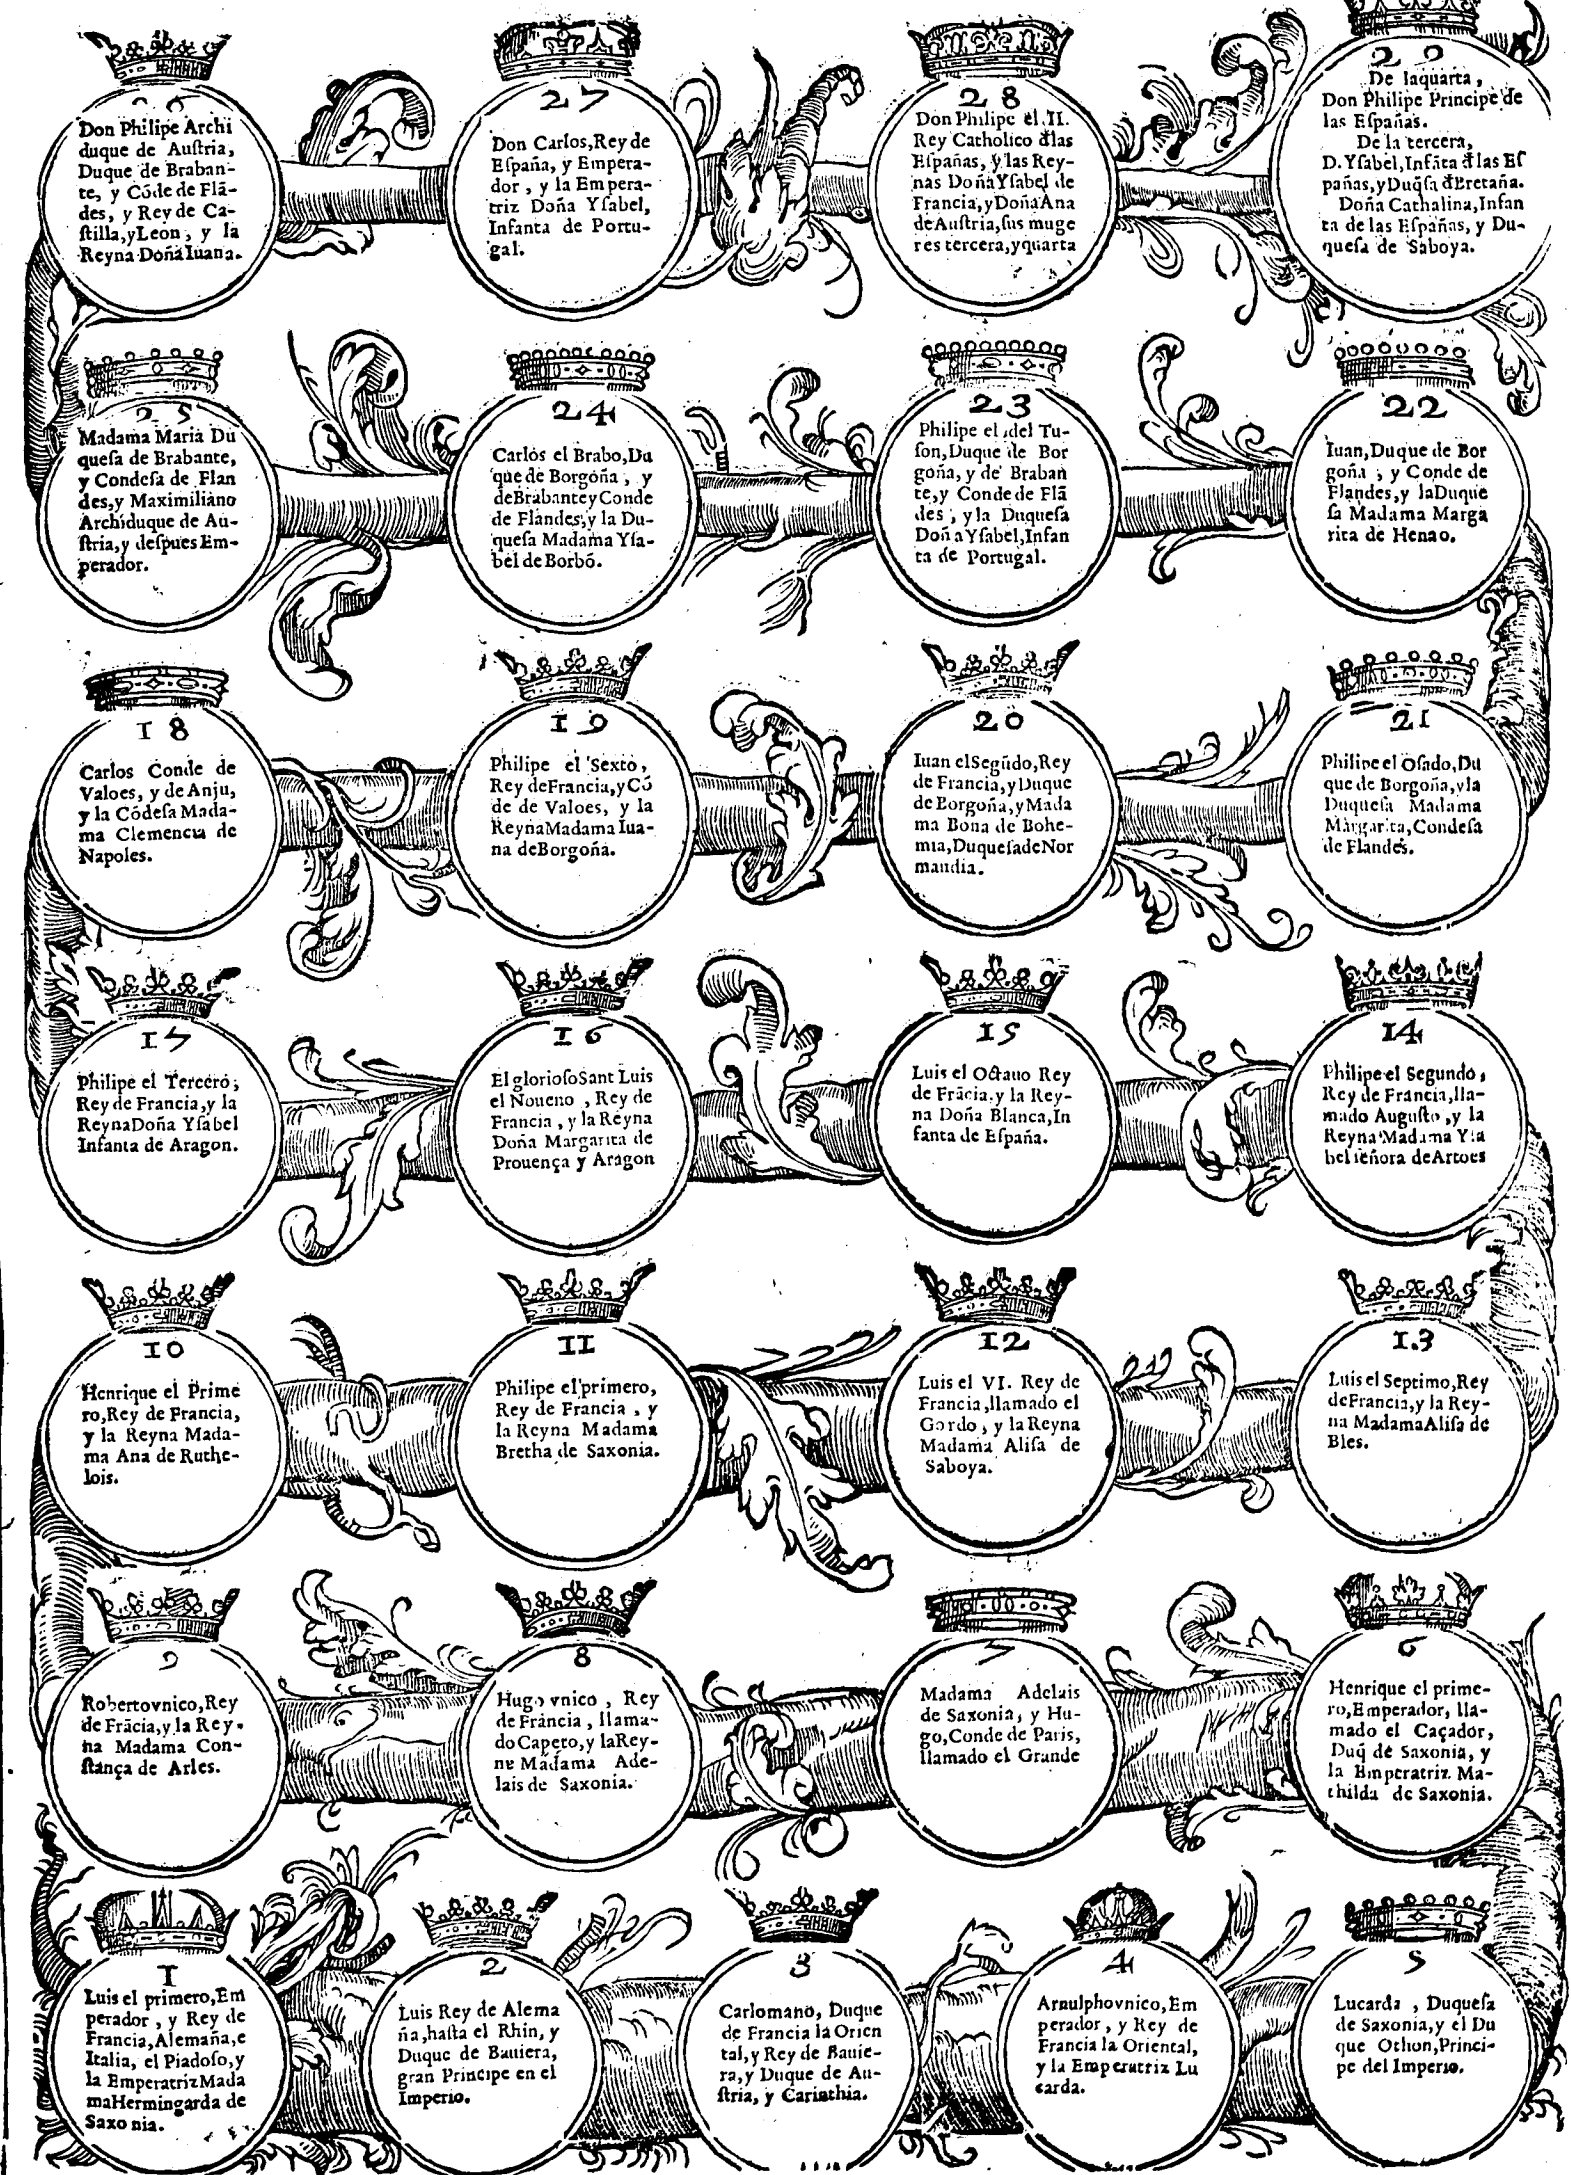 Don Philipe Archi
duque de Auſtria,
Duque de Braban-
te, y Cõde de Flã-
des, y Rey de Ca-
ſtilla, y Leon, y la
Reyna Doña Iuana.
27
Don Carlos, Rey de
Eſpaña, y Empera-
dor, y la Empera-
triz Doña Yſabel,
Infanta de Portu-
gal.
28
Don Philipe el II.
Rey Catholico đlas
Eſpañas, y las Rey-
nas Doña Yſabel de
Francia, y Doña Ana
de Auſtria, ſus muge
res tercera, y quarta
29
De la quarta,
Don Philipe Principe de
las Eſpañas.
De la tercera,
D. Yſabel, Infãta đ las Eſ
pañas, y Duq̃ſa đ Bretaña.
Doña Cathalina, Infan
ta de las Eſpañas, y Du-
queſa de Saboya.
25
Madama Maria Du
queſa de Brabante,
y Condeſa de Flan
des, y Maximiliano
Archiduque de Au-
ſtria, y deſpues Em-
perador.
24
Carlos el Brabo, Du
que de Borgoña, y
de Brabante y Conde
de Flandes, y la Du-
queſa Madama Yſa-
bel de Borbõ.
23
Philipe el del Tu-
ſon, Duque de Bor
goña, y de Braban
te, y Conde de Flã
des, y la Duqueſa
Doña Yſabel, Infan
ta de Portugal.
22
Iuan, Duque de Bor
goña, y Conde de
Flandes, y la Duque
ſa Madama Marga
rita de Henao.
18
Carlos Conde de
Valoes, y de Anju,
y la Cõdeſa Mada-
ma Clemencia de
Napoles.
19
Philipe el Sexto,
Rey de Francia, y Cõ
de de Valoes, y la
Reyna Madama Iua-
na de Borgoña.
20
Iuan el Segũdo, Rey
de Francia, y Duque
de Borgoña, y Mada
ma Bona de Bohe-
mia, Duqueſa de Nor
mandia.
21
Philipe el Oſado, Du
que de Borgoña, y la
Duqueſa Madama
Margarita, Condeſa
de Flandes.
17
Philipe el Tercero,
Rey de Francia, y la
Reyna Doña Yſabel
Infanta de Aragon.
16
El glorioſo Sant Luis
el Noueno, Rey de
Francia, y la Reyna
Doña Margarita de
Prouença y Aragon
15
Luis el Octauo Rey
de Frãcia, y la Rey-
na Doña Blanca, In
fanta de Eſpaña.
14
Philipe el Segundo,
Rey de Francia, lla-
mado Auguſto, y la
Reyna Madama Yſa
bel ſeñora de Artoes
10
Henrique el Prime
ro, Rey de Francia,
y la Reyna Mada-
ma Ana de Ruthe-
lois.
11
Philipe el primero,
Rey de Francia, y
la Reyna Madama
Bretha de Saxonia.
12
Luis el VI. Rey de
Francia, llamado el
Gordo, y la Reyna
Madama Aliſa de
Saboya.
13
Luis el Septimo, Rey
de Francia, y la Rey-
na Madama Aliſa de
Bles.
9
Roberto vnico, Rey
de Frãcia, y la Rey-
na Madama Con-
ſtança de Arles.
8
Hugo vnico, Rey
de Francia, llama-
do Capeto, y la Rey-
ne Madama Ade-
lais de Saxonia.
7
Madama Adelais
de Saxonia, y Hu-
go, Conde de Paris,
llamado el Grande
6
Henrique el prime-
ro, Emperador, lla-
mado el Caçador,
Duq̃ de Saxonia, y
la Emperatriz Ma-
thilda de Saxonia.
1
Luis el primero, Em
perador, y Rey de
Francia, Alemaña, e
Italia, el Piadoſo, y
la Emperatriz Mada
ma Hermingarda de
Saxonia.
2
Luis Rey de Alema
ña, haſta el Rhin, y
Duque de Bauiera,
gran Principe en el
Imperio.
3
Carlomano, Duque
de Francia la Orien
tal, y Rey de Bauie-
ra, y Duque de Au-
ſtria, y Carinthia.
4
Arnulpho vnico, Em
perador, y Rey de
Francia la Oriental,
y la Emperatriz Lu
carda.
5
Lucarda, Duqueſa
de Saxonia, y el Du
que Othon, Princi-
pe del Imperio.